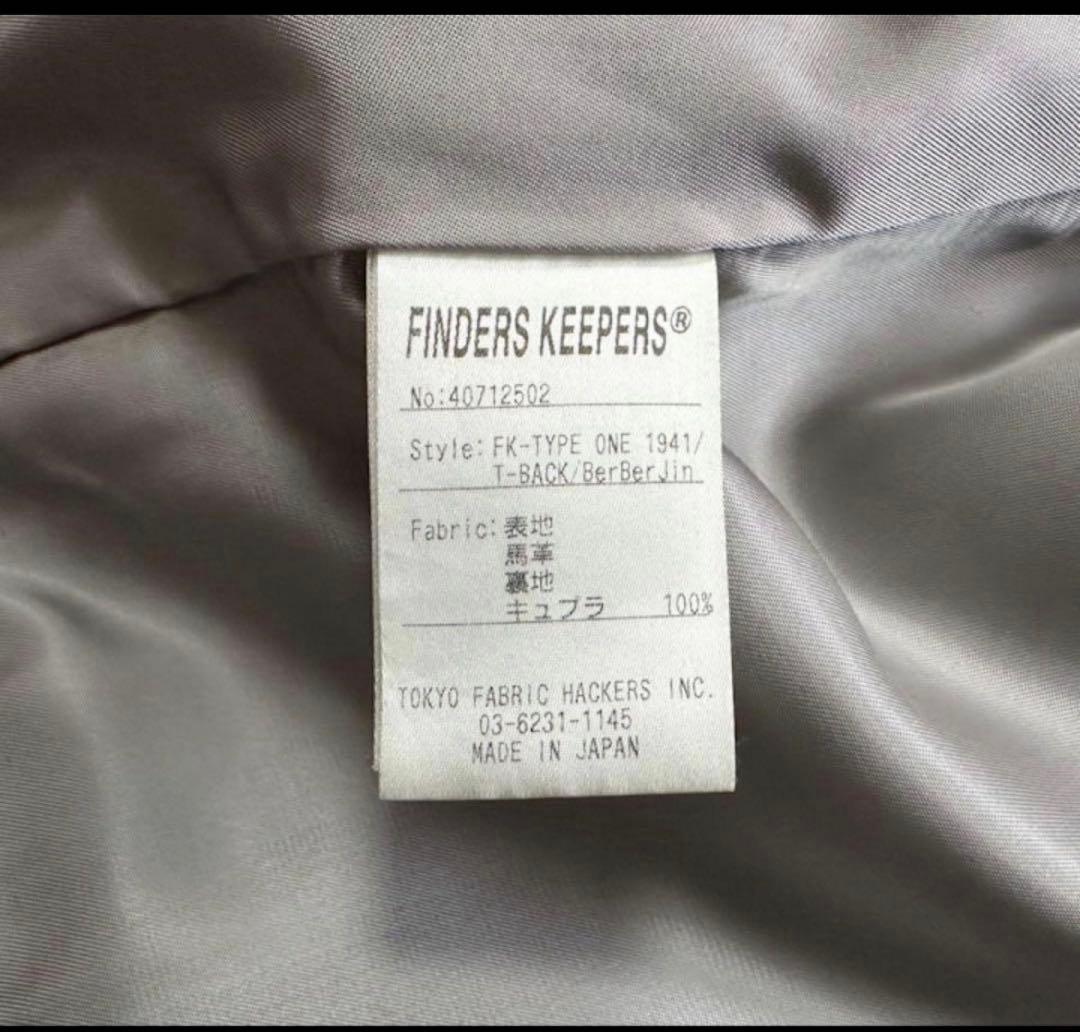 FINDERS KEEPERS®
No:40712502
Style: FK-TYPE ONE 1941/
T-BACK/BerBerJin
Fabric: 表地
馬革
裏地
キュプラ 100%
TOKYO FABRIC HACKERS INC.
03-6231-1145
MADE IN JAPAN